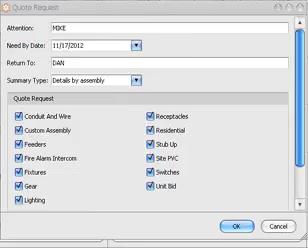 Quote Request
Attention: MIKE
Need By Date: 11/17/2012
Return To: DAN
Summary Type: Details by assembly
Quote Request
Conduit And Wire
Custom Assembly
Feeders
Fire Alarm Intercom
Fixtures
Gear
Lighting
Receptacles
Residential
Stub Up
Site PVC
Switches
Unit Bid
OK Cancel